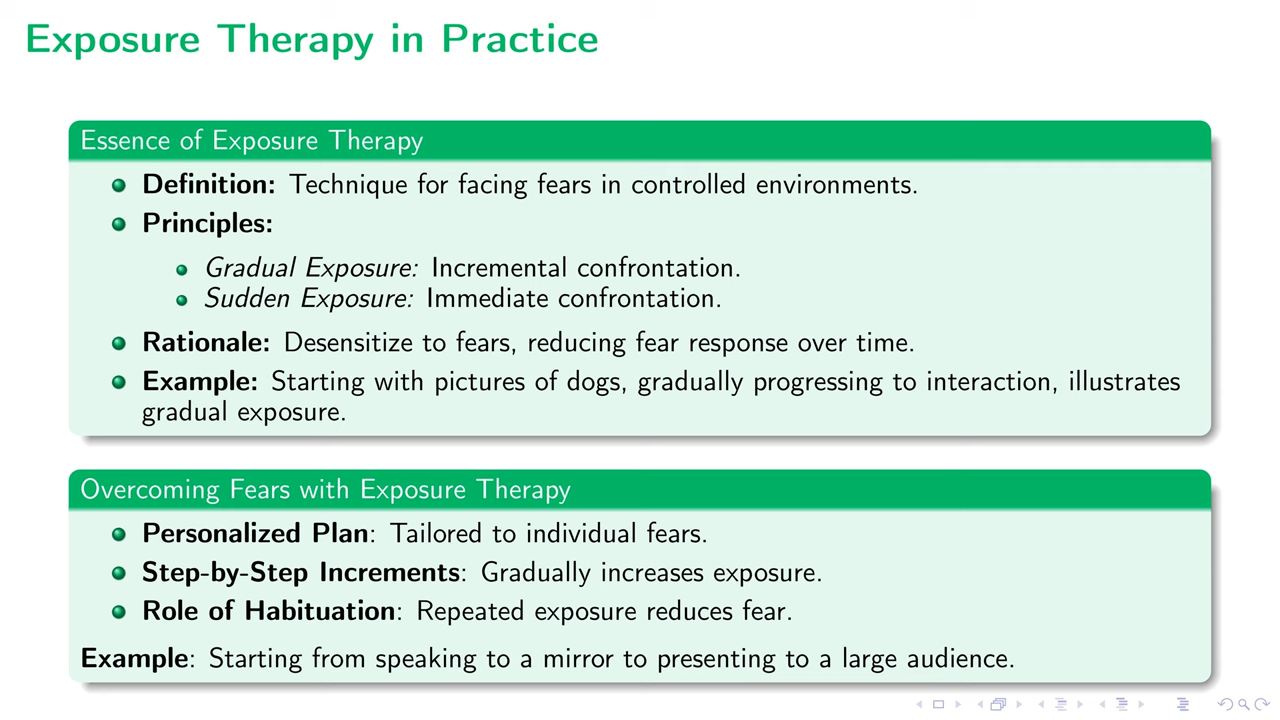 Exposure Therapy in Practice
Essence of Exposure Therapy
Definition: Technique for facing fears in controlled environments.
Principles:
Gradual Exposure: Incremental confrontation.
Sudden Exposure: Immediate confrontation.
Rationale: Desensitize to fears, reducing fear response over time.
Example: Starting with pictures of dogs, gradually progressing to interaction, illustrates
gradual exposure.
Overcoming Fears with Exposure Therapy
Personalized Plan: Tailored to individual fears.
Step-by-Step Increments: Gradually increases exposure.
Role of Habituation: Repeated exposure reduces fear.
Example: Starting from speaking to a mirror to presenting to a large audience.